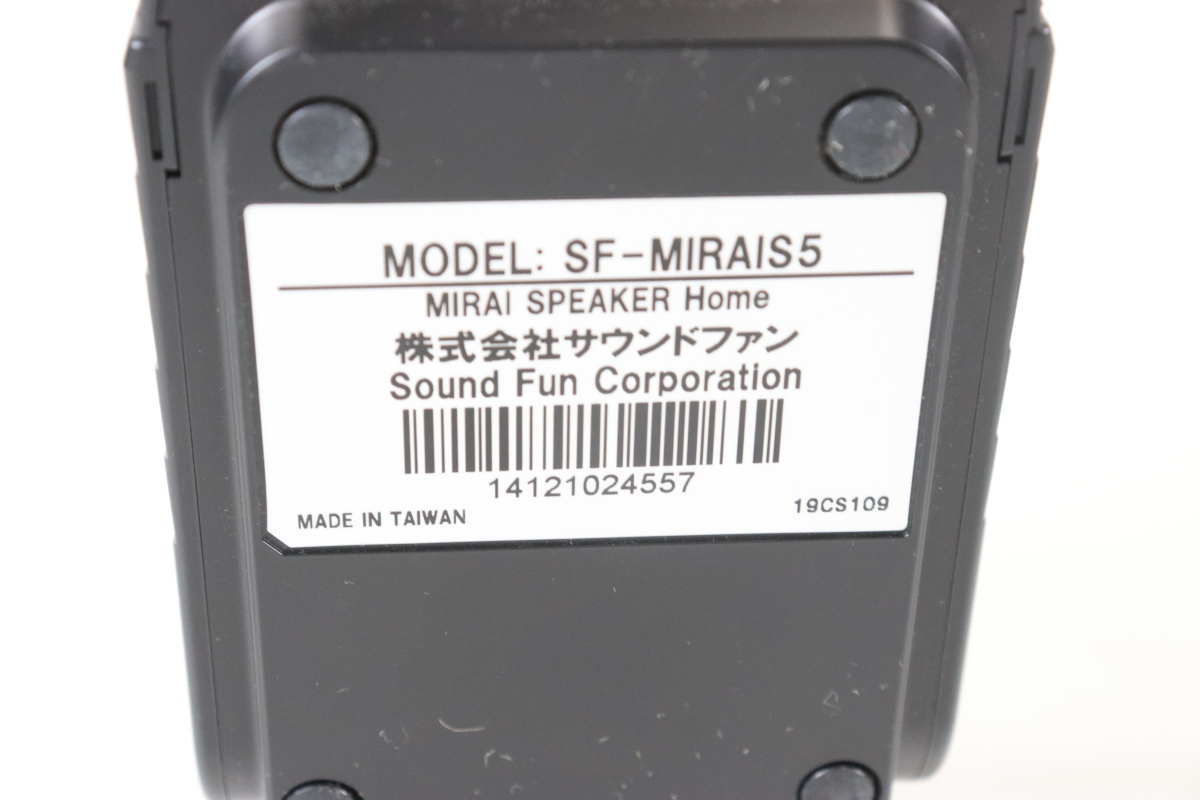 MODEL: SF-MIRAIS5
MIRAI SPEAKER Home
株式会社サウンドファン
Sound Fun Corporation
14121024557
MADE IN TAIWAN
19CS109